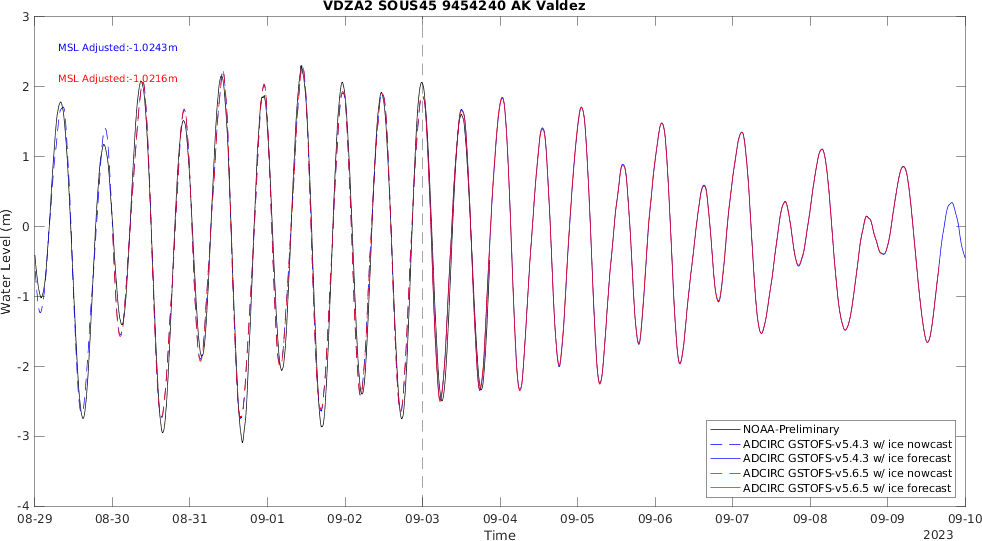 VDZA2 SOUS45 9454240 AK Valdez
3
2
1
0
-1
-2
-3
-4
Water Level (m)
MSL Adjusted:-1.0243m
MSL Adjusted:-1.0216m
NOAA-Preliminary
ADCIRC GSTOFS-v5.4.3 w/ ice nowcast
ADCIRC GSTOFS-v5.4.3 w/ ice forecast
ADCIRC GSTOFS-v5.6.5 w/ ice nowcast
ADCIRC GSTOFS-v5.6.5 w/ ice forecast
08-29 08-30 08-31 09-01 09-02 09-03 09-04 09-05 09-06 09-07 09-08 09-09 09-10
Time
2023